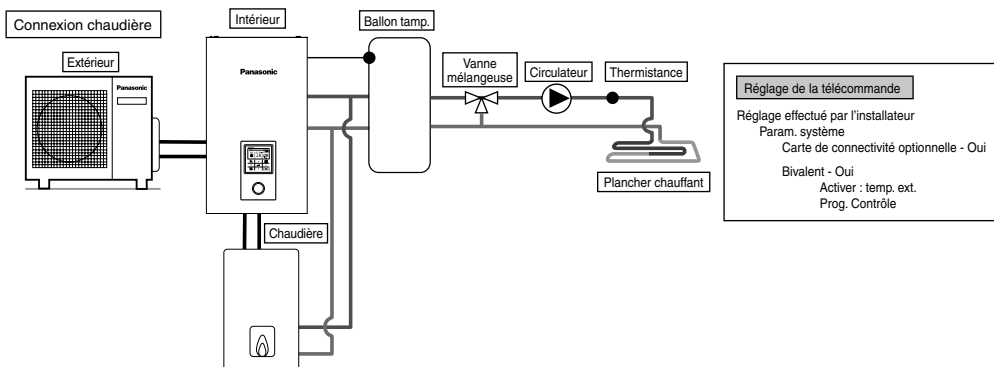 Connexion chaudière
Intérieur
Ballon tamp.
Extérieur
Vanne
mélangeuse
Circulateur
Thermistance
Panasonic
Panasonic
Chaudière
Plancher chauffant
Réglage de la télécommande
Réglage effectué par l'installateur
Param. système
Carte de connectivité optionnelle - Oui
Bivalent - Oui
Activer : temp. ext.
Prog. Contrôle